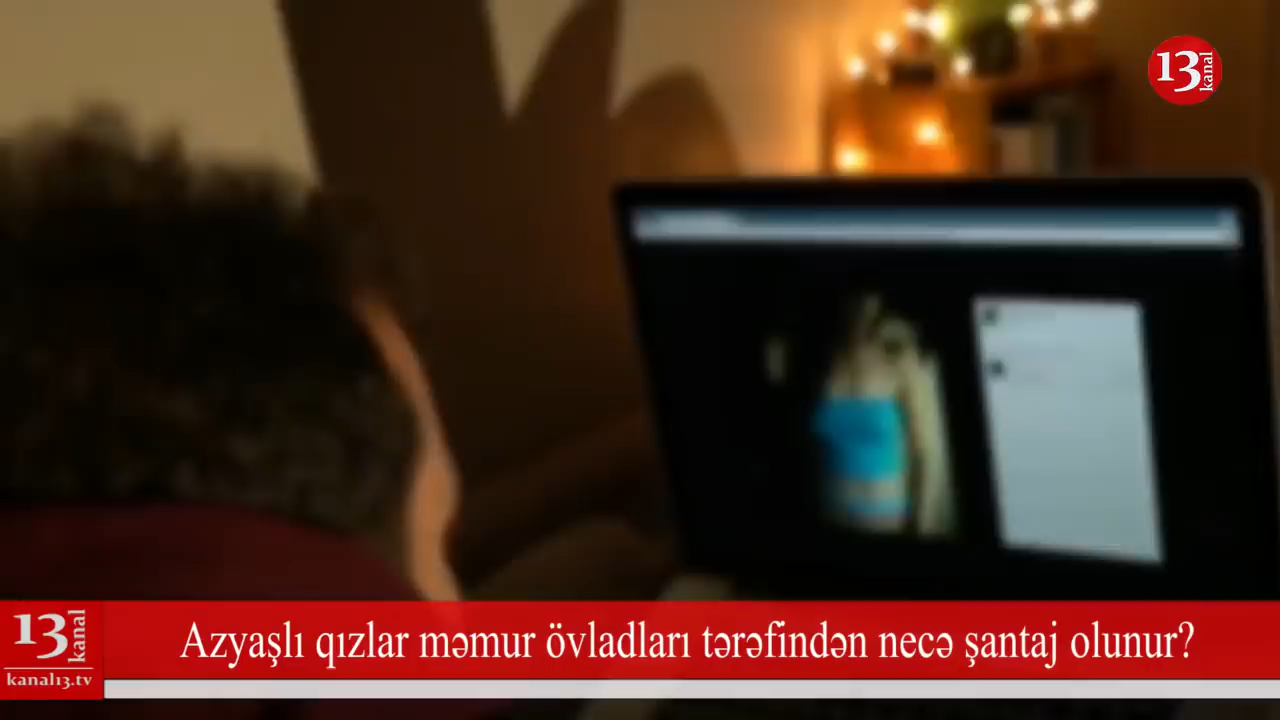 13 kanal
13 kanal
kanal13.tv
Azyaşlı qızlar məmur övladları tərəfindən necə şantaj olunur?